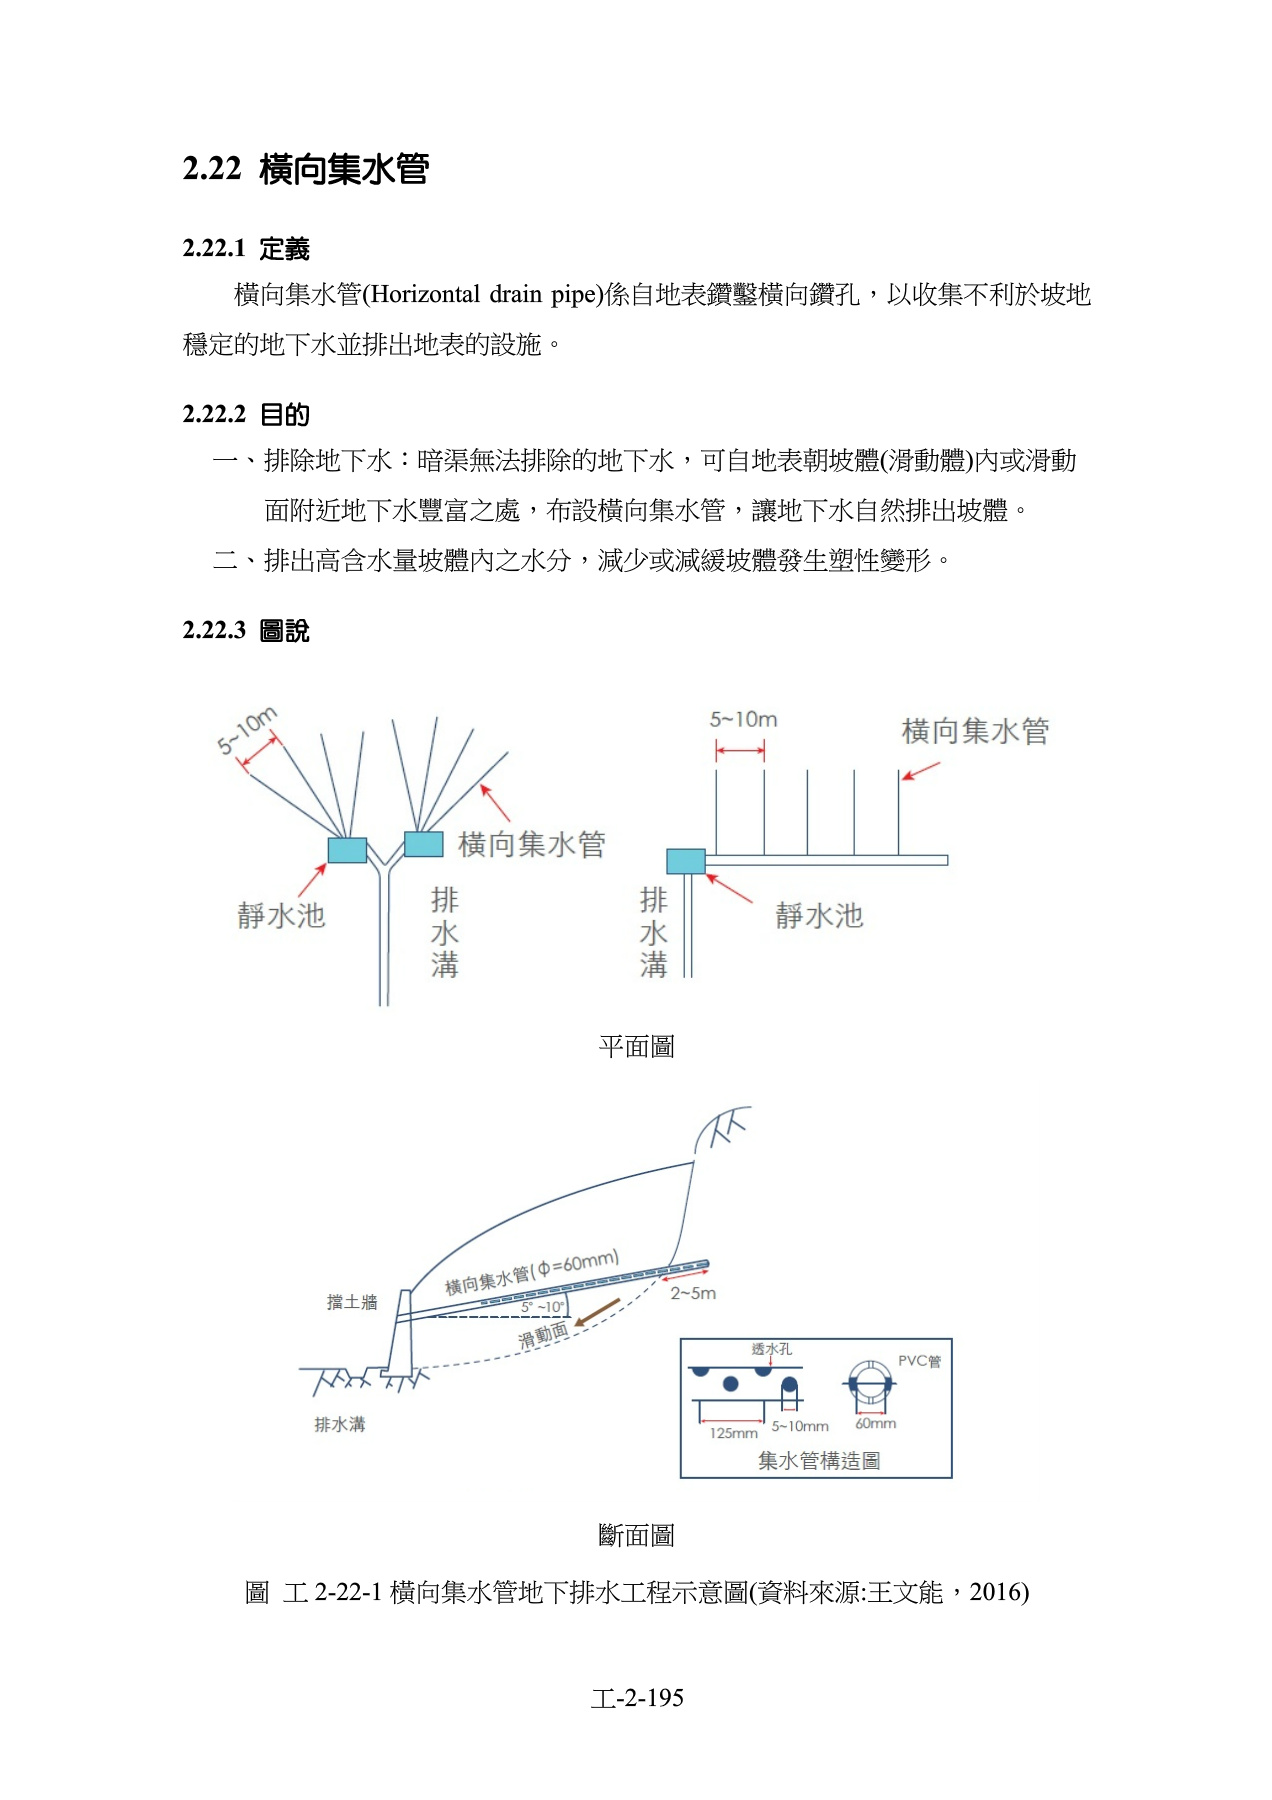 2.22 橫向集水管
2.22.1 定義
橫向集水管(Horizontal drain pipe)係自地表鑽鑿橫向鑽孔，以收集不利於坡地
穩定的地下水並排出地表的設施。
2.22.2 目的
一、排除地下水：暗渠無法排除的地下水，可自地表朝坡體(滑動體)內或滑動
面附近地下水豐富之處，布設橫向集水管，讓地下水自然排出坡體。
二、排出高含水量坡體內之水分，減少或減緩坡體發生塑性變形。
2.22.3 圖說
5~10m
橫向集水管
靜水池
排水溝
5~10m
橫向集水管
排水溝
靜水池
平面圖
橫向集水管(ϕ=60mm)
擋土牆
5° ~10°
2~5m
滑動面
排水溝
透水孔
PVC管
125mm
5~10mm
60mm
集水管構造圖
斷面圖
圖 工 2-22-1 橫向集水管地下排水工程示意圖(資料來源:王文能，2016)
工-2-195